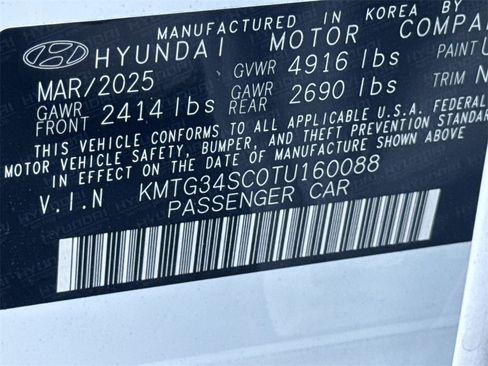 MANUFACTURED IN KOREA BY
HYUNDAI MOTOR COMPA
MAR/2025 GVWR 4916 lbs PAINT
GAWR FRONT 2414 lbs GAWR REAR 2690 lbs TRIM
THIS VEHICLE CONFORMS TO ALL APPLICABLE U.S.A. FEDERAL
MOTOR VEHICLE SAFETY, BUMPER, AND THEFT PREVENTION STANDARD
IN EFFECT ON THE DATE OF MANUFACTURE SHOWN ABOVE
V.I.N KMTG34SC0TU160088
PASSENGER CAR